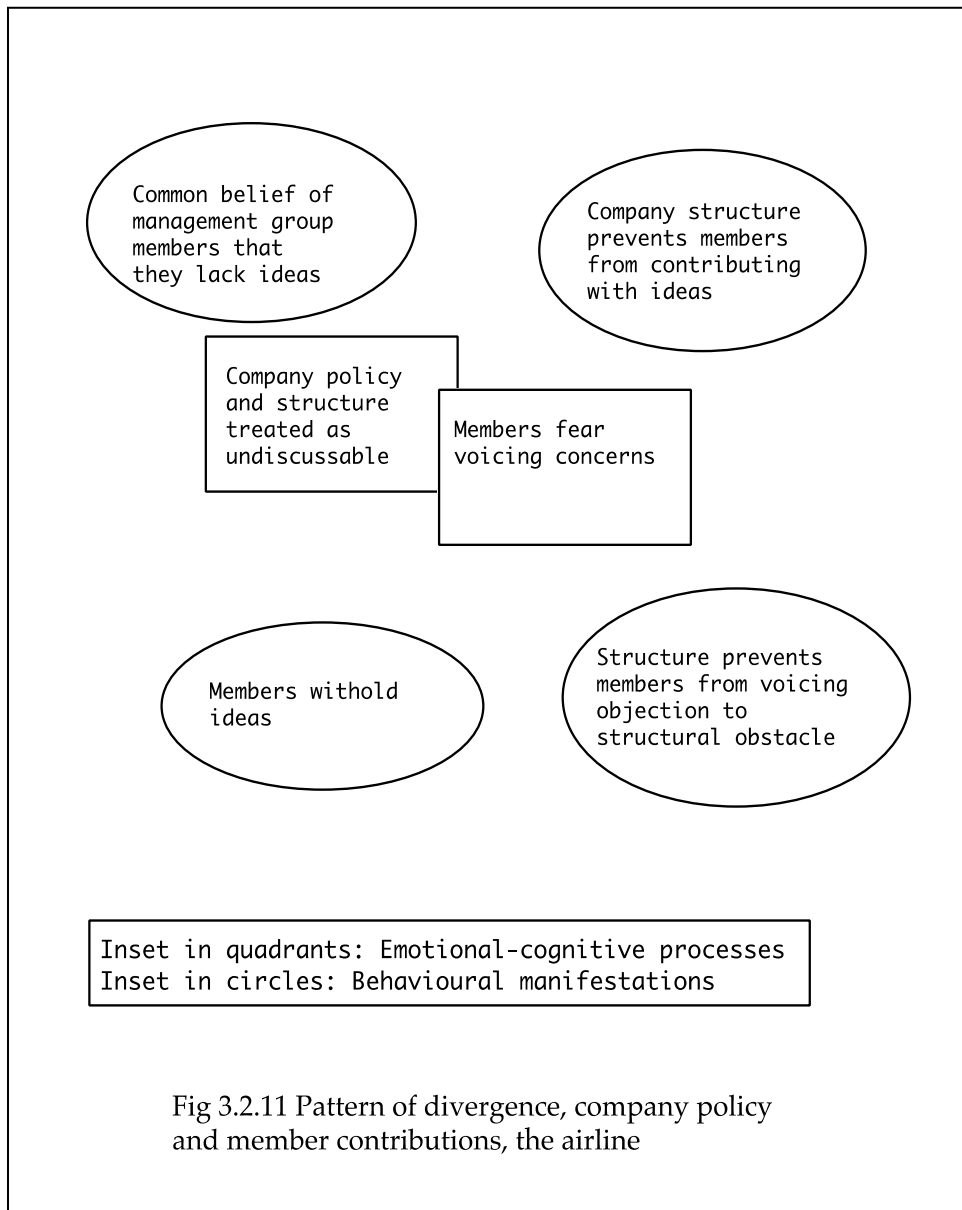 Common belief of
management group
members that
they lack ideas
Company structure
prevents members
from contributing
with ideas
Company policy
and structure
treated as
undiscussable
Members fear
voicing concerns
Members withold
ideas
Structure prevents
members from voicing
objection to
structural obstacle
Inset in quadrants: Emotional-cognitive processes
Inset in circles: Behavioural manifestations
Fig 3.2.11 Pattern of divergence, company policy
and member contributions, the airline